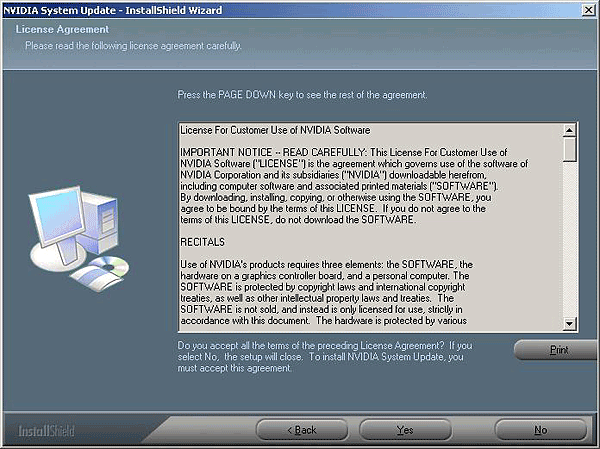 NVIDIA System Update - InstallShield Wizard
License Agreement
Please read the following license agreement carefully.
Press the PAGE DOWN key to see the rest of the agreement.
License For Customer Use of NVIDIA Software
IMPORTANT NOTICE -- READ CAREFULLY: This License For Customer Use of
NVIDIA Software ("LICENSE") is the agreement which governs use of the software of
NVIDIA Corporation and its subsidiaries ("NVIDIA") downloadable herefrom,
including computer software and associated printed materials ("SOFTWARE").
By downloading, installing, copying, or otherwise using the SOFTWARE, you
agree to be bound by the terms of this LICENSE. If you do not agree to the
terms of this LICENSE, do not download the SOFTWARE.
RECITALS
Use of NVIDIA's products requires three elements: the SOFTWARE, the
hardware on a graphics controller board, and a personal computer. The
SOFTWARE is protected by copyright laws and international copyright
treaties, as well as other intellectual property laws and treaties. The
SOFTWARE is not sold, and instead is only licensed for use, strictly in
accordance with this document. The hardware is protected by various
Do you accept all the terms of the preceding License Agreement? If you
select No, the setup will close. To install NVIDIA System Update, you
must accept this agreement.
Print
InstallShield
< Back
Yes
No